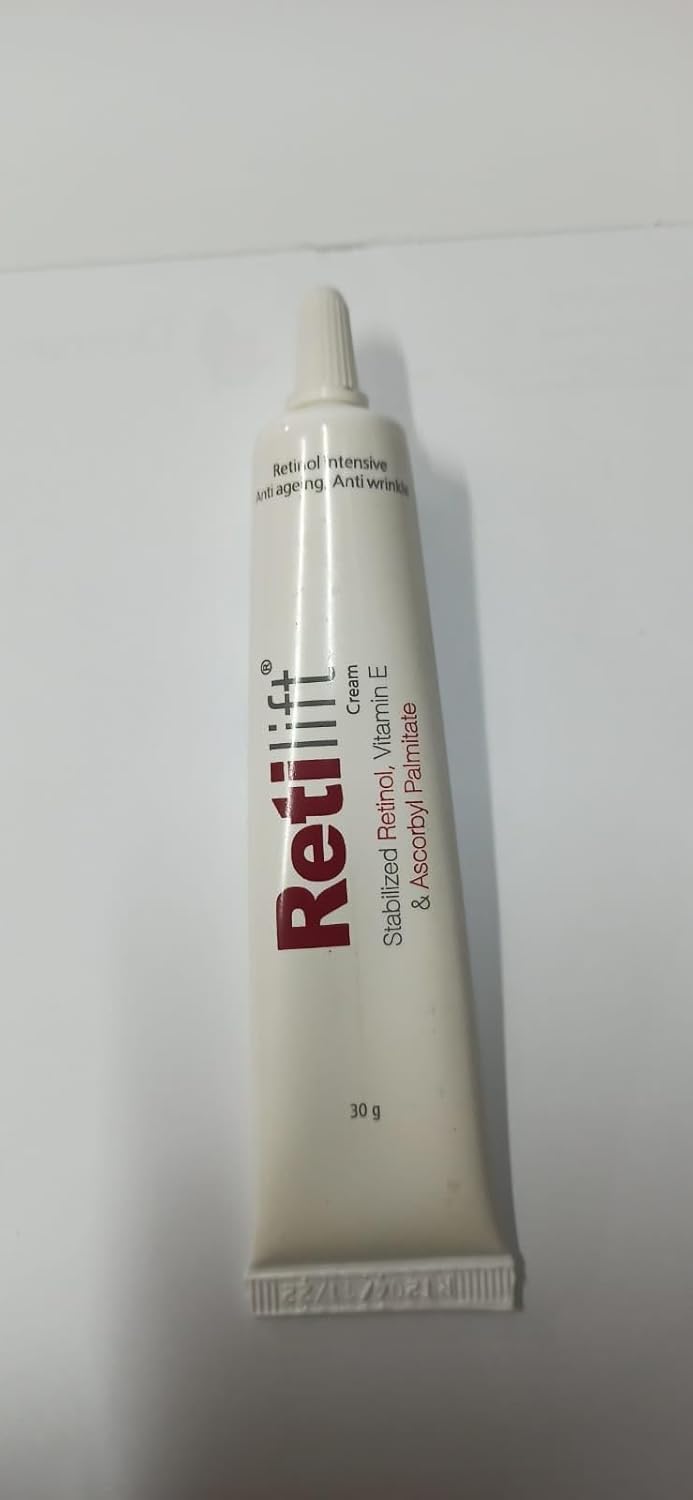 Retinol intensive
Anti ageing, Anti wrinkle
Retilift®
Cream
Stabilized Retinol, Vitamin E
& Ascorbyl Palmitate
30 g